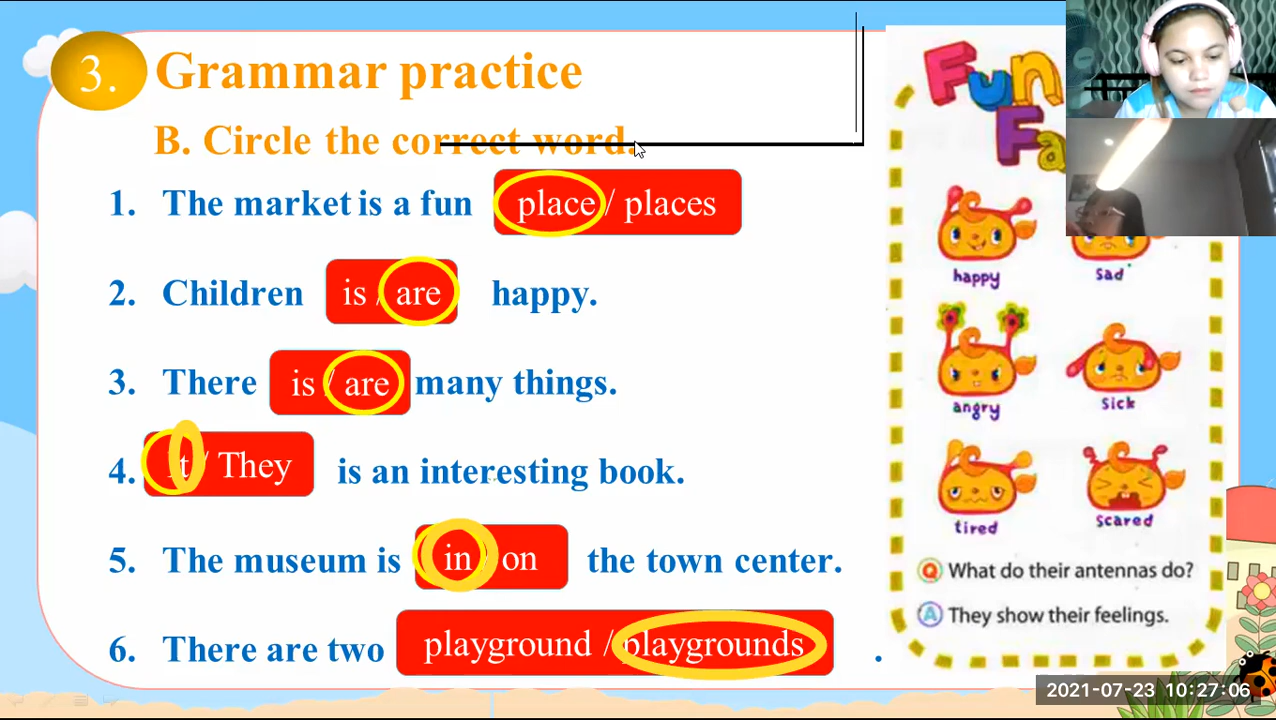 3. Grammar practice
B. Circle the correct word.
1. The market is a fun place / places
2. Children is / are happy.
3. There is / are many things.
4. It / They is an interesting book.
5. The museum is in / on the town center.
6. There are two playground / playgrounds .
Fun
Fa
happy
sad
angry
sick
tired
scared
Q What do their antennas do?
A They show their feelings.
2021-07-23 10:27:06